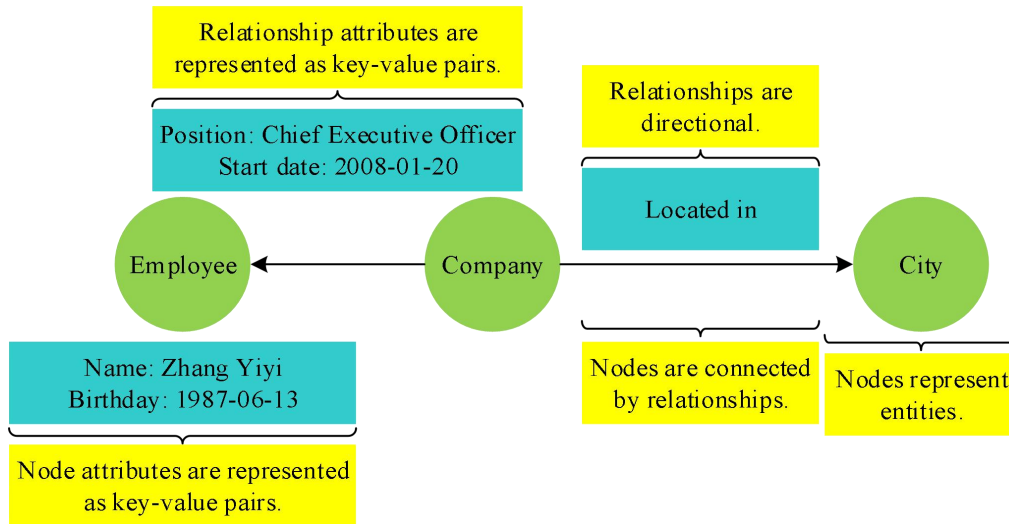 Relationship attributes are
represented as key-value pairs.
Position: Chief Executive Officer
Start date: 2008-01-20
Relationships are
directional.
Located in
Employee
Company
City
Name: Zhang Yiyi
Birthday: 1987-06-13
Node attributes are represented
as key-value pairs.
Nodes are connected
by relationships.
Nodes represent
entities.